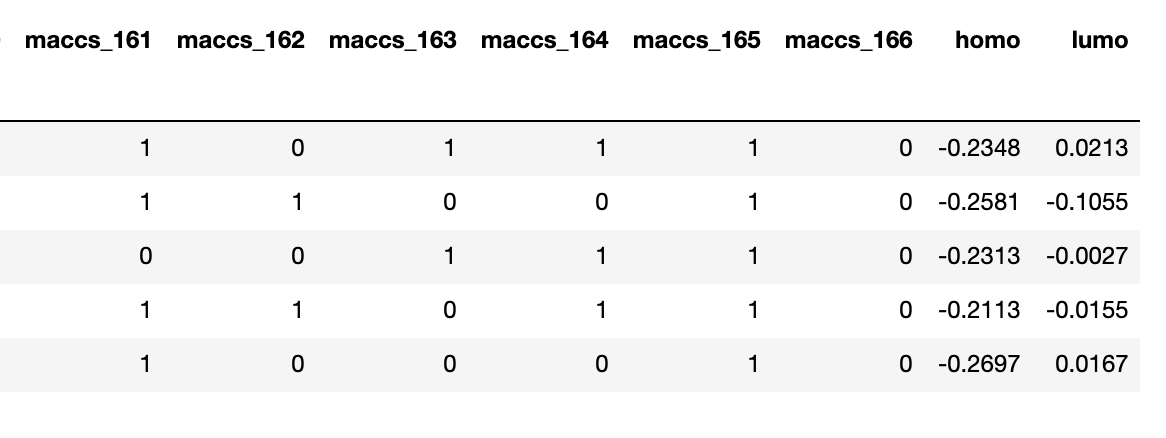 maccs_161 maccs_162 maccs_163 maccs_164 maccs_165 maccs_166 homo lumo
1 0 1 1 1 0 -0.2348 0.0213
1 1 0 0 1 0 -0.2581 -0.1055
0 0 1 1 1 0 -0.2313 -0.0027
1 1 0 1 1 0 -0.2113 -0.0155
1 0 0 0 1 0 -0.2697 0.0167